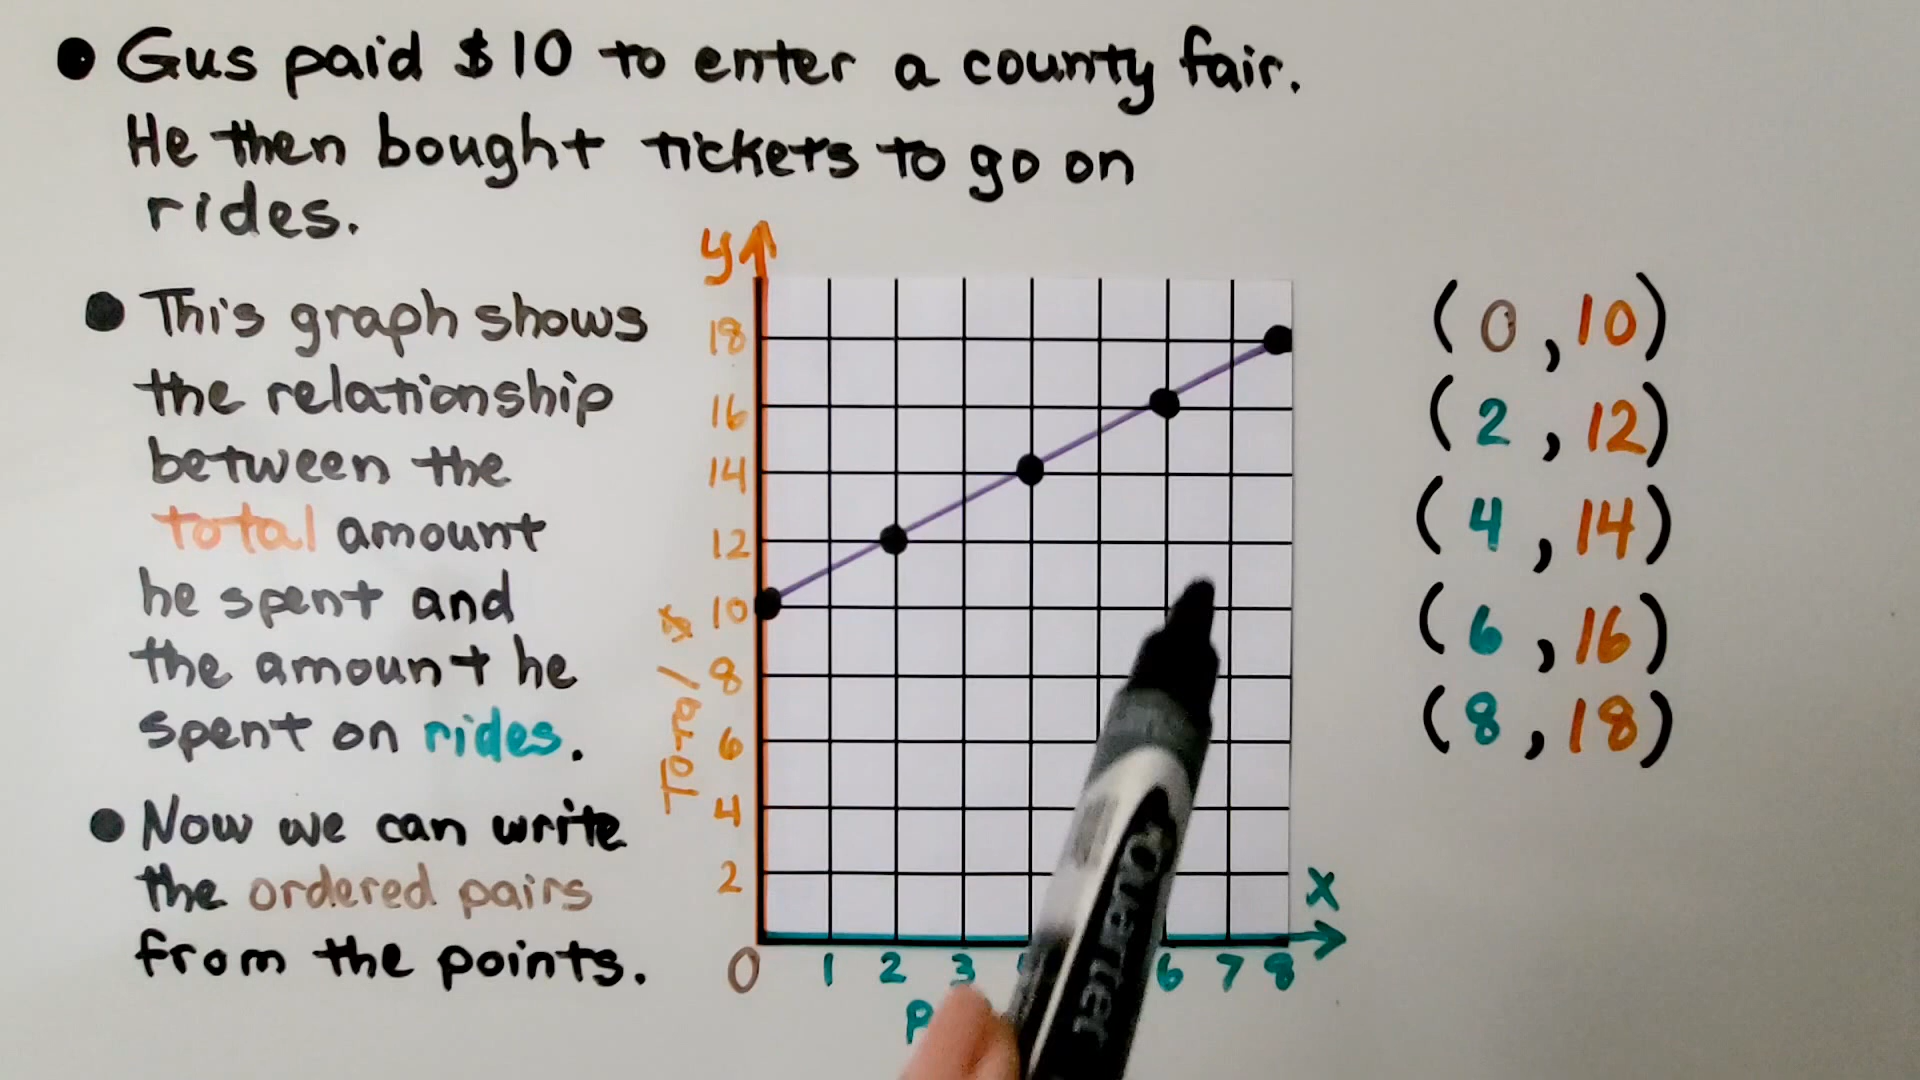 Gus paid $10 to enter a county fair.
He then bought tickets to go on
rides.
This graph shows
the relationship
between the
total amount
he spent and
the amount he
spent on rides.
Now we can write
the ordered pairs
from the points.
y
18
16
14
12
10
8
6
4
2
Total $
0 1 2 3 6 7 8
x
(0,10)
(2,12)
(4,14)
(6,16)
(8,18)